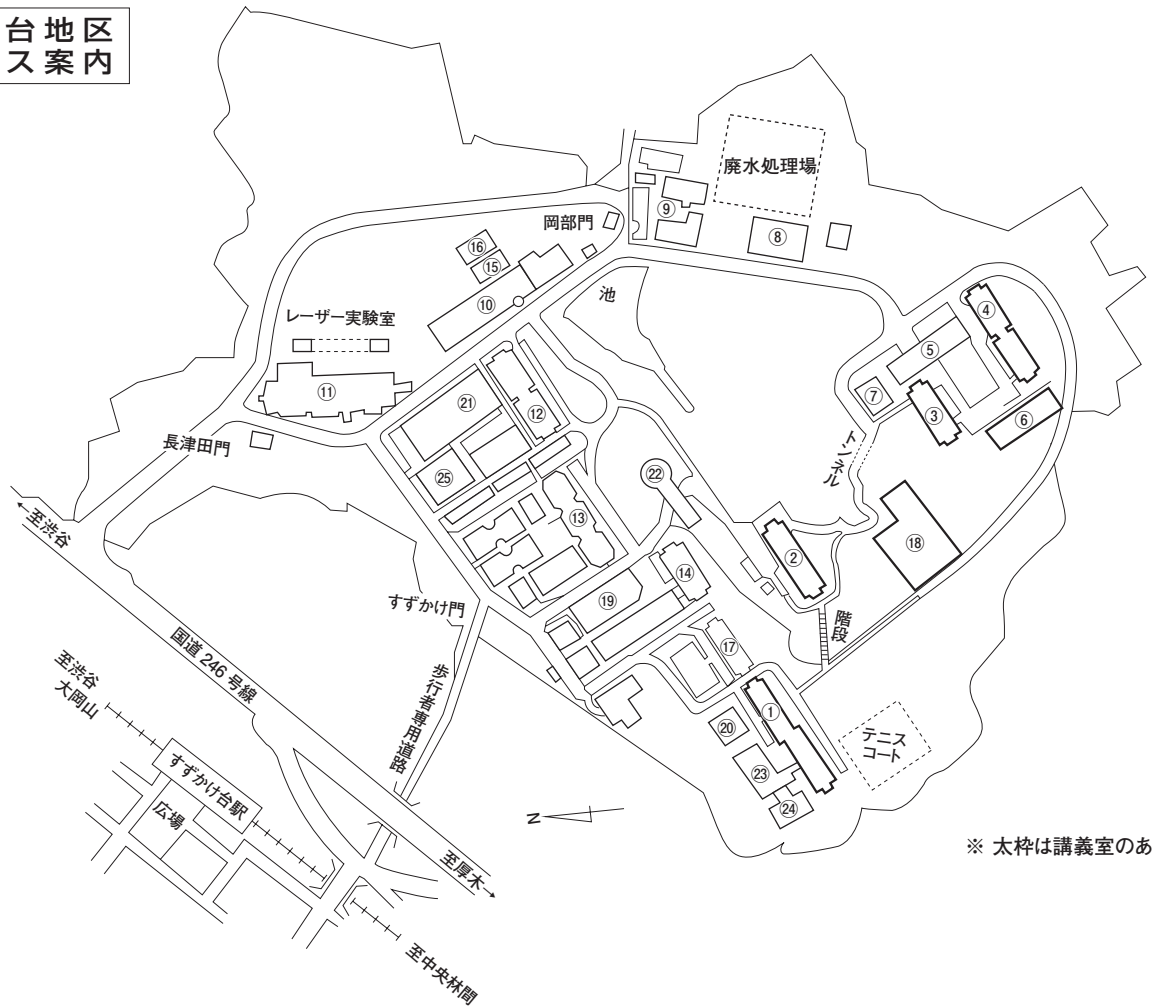 台地区
ス案内
廃水処理場
岡部門
⑨
⑧
⑯
⑮
⑩
池
④
⑤
レーザー実験室
⑪
⑦
③
⑥
㉑
⑫
トンネル
長津田門
㉕
㉒
⑬
⑱
②
←至渋谷
⑭
⑲
すずかけ門
階段
国道 246 号線
⑰
至渋谷
大岡山
歩行者専用道路
①
⑳
テニス
コート
すずかけ台駅
㉓
広場
㉔
N
※ 太枠は講義室のあ
至厚木→
至中央林間